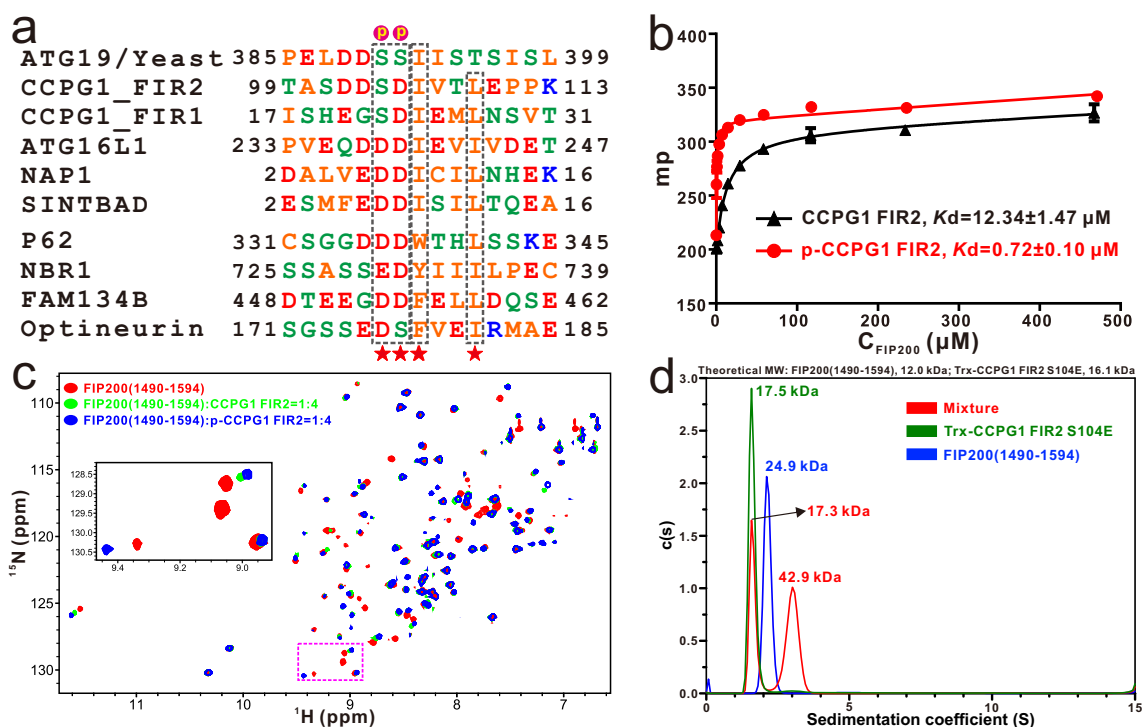 a
p p
ATG19/Yeast 385 PELDDSSIISTSISL 399
CCPG1_FIR2 99 TASDDSDIVTLEPPK 113
CCPG1_FIR1 17 ISHEGSDIEMLNSVT 31
ATG16L1 233 PVEQDDDIEVIVDET 247
NAP1 2 DALVEDDICILNHEK 16
SINTBAD 2 ESMFEDDISILTQEA 16
P62 331 CSGGDDDWTHLSSKE 345
NBR1 725 SSASSEDYIIILPEC 739
FAM134B 448 DTEEGDDFELLDQSE 462
Optineurin 171 SGSSEDSFVEIRMAE 185
b
mp
400
350
300
250
200
150
CCPG1 FIR2, Kd=12.34±1.47 μM
p-CCPG1 FIR2, Kd=0.72±0.10 μM
0 100 200 300 400 500
C_FIP200 (μM)
c
FIP200(1490-1594)
FIP200(1490-1594):CCPG1 FIR2=1:4
FIP200(1490-1594):p-CCPG1 FIR2=1:4
15N (ppm)
110
115
120
125
130
128.5
129.0
129.5
130.0
130.5
9.4 9.2 9.0
11 10 9 8 7
1H (ppm)
d
Theoretical MW: FIP200(1490-1594), 12.0 kDa; Trx-CCPG1 FIR2 S104E, 16.1 kDa
c(s)
3.0
2.5
2.0
1.5
1.0
0.5
0.0
17.5 kDa
Mixture
Trx-CCPG1 FIR2 S104E
FIP200(1490-1594)
24.9 kDa
17.3 kDa
42.9 kDa
0 5 10 15
Sedimentation coefficient (S)